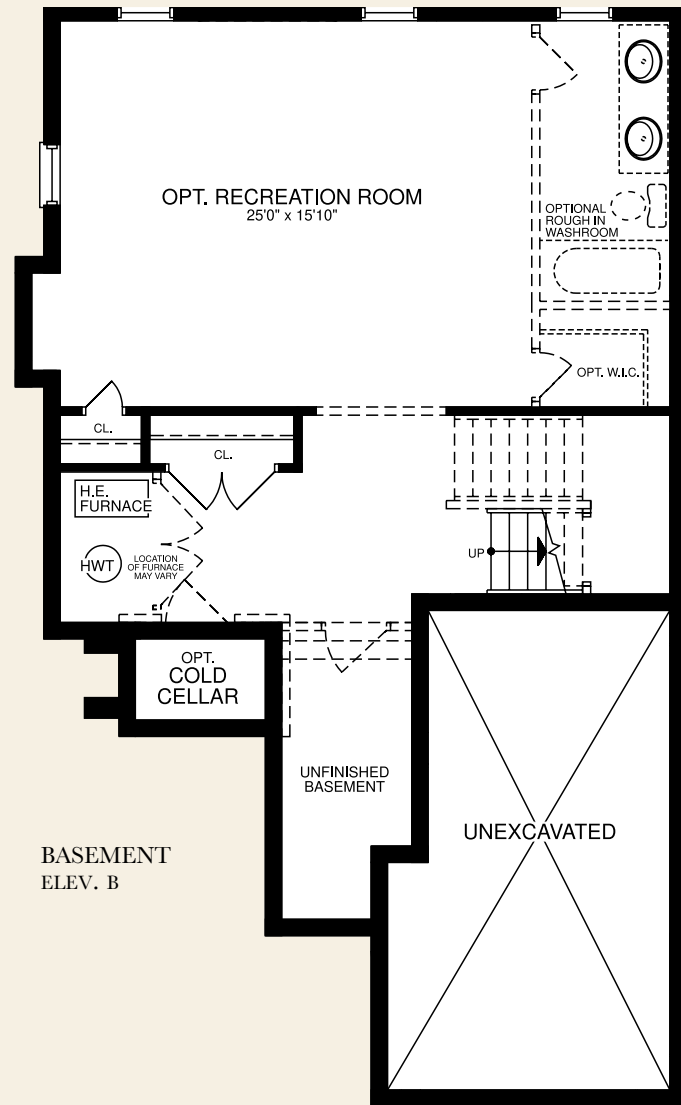 OPT. RECREATION ROOM
25'0" x 15'10"
OPTIONAL
ROUGH IN
WASHROOM
OPT. W.I.C.
CL.
CL.
H.E.
FURNACE
HWT
LOCATION
OF FURNACE
MAY VARY
UP
OPT.
COLD
CELLAR
UNFINISHED
BASEMENT
UNEXCAVATED
BASEMENT
ELEV. B